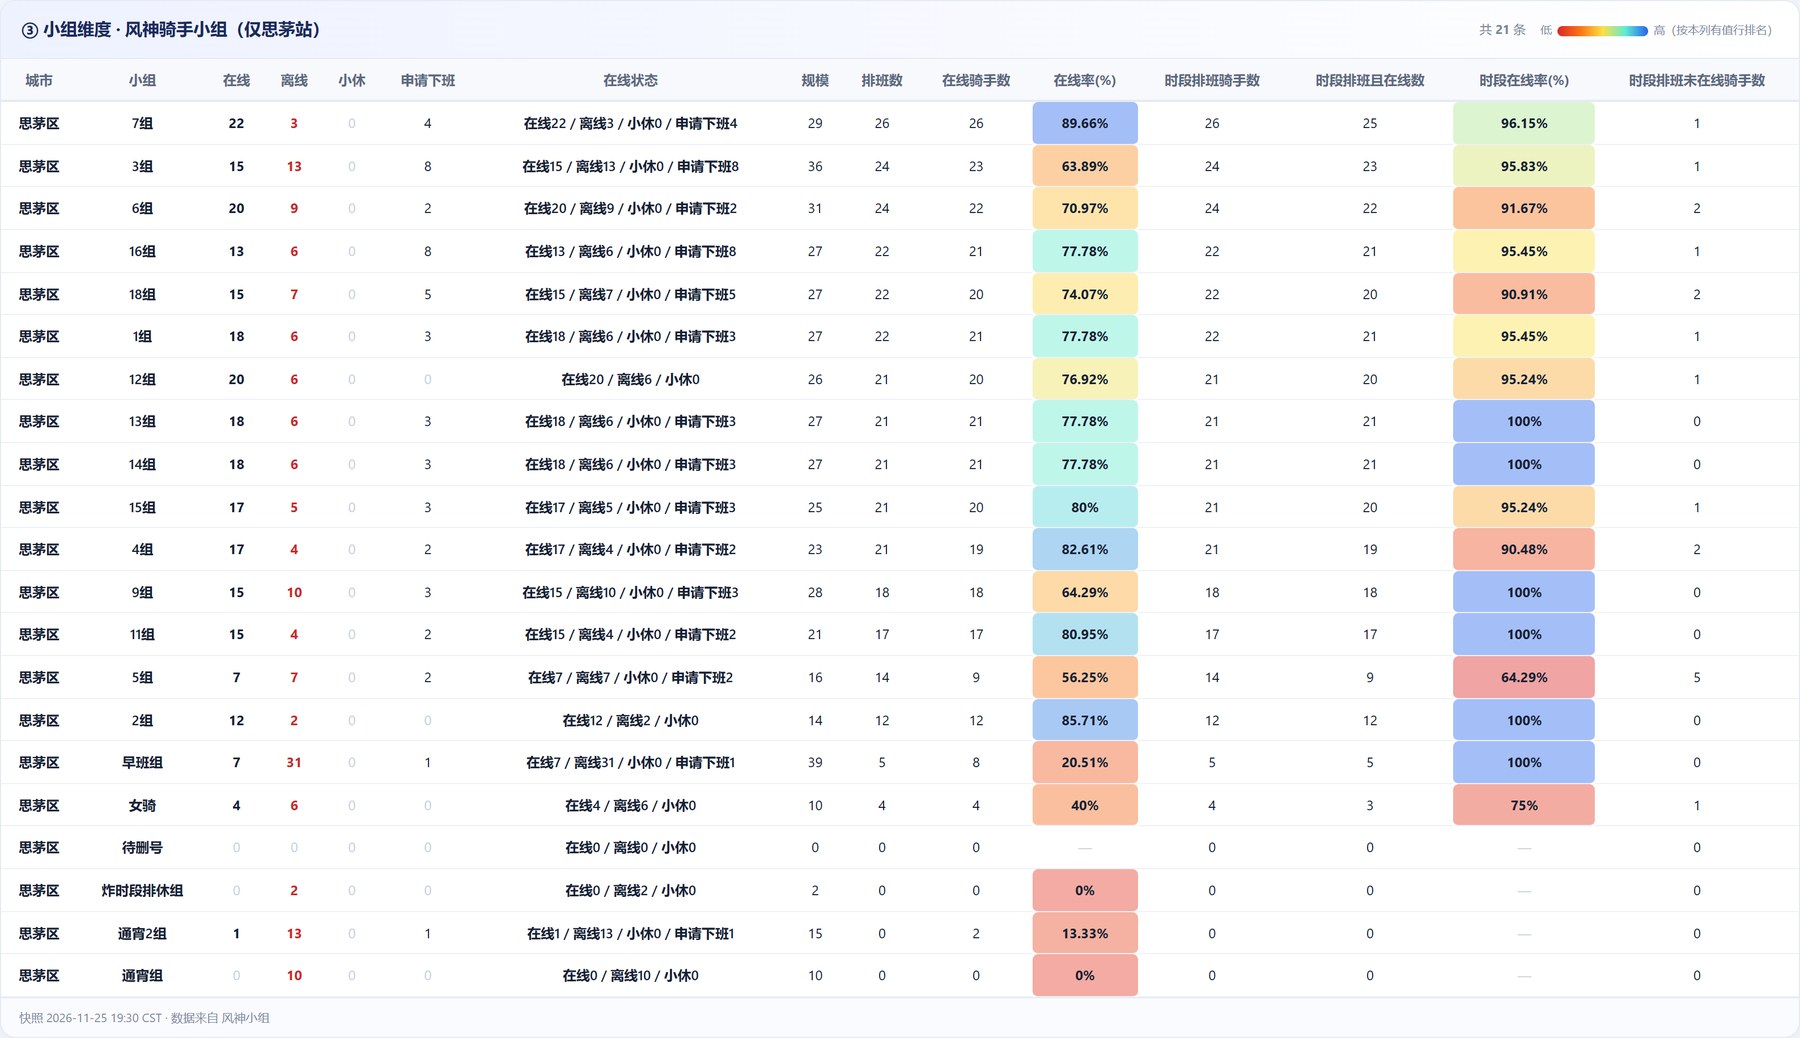 ③ 小组维度 · 风神骑手小组（仅思茅站）
共 21 条 低 高 (按本列有值行排名)
城市 小组 在线 离线 小休 申请下班 在线状态 规模 排班数 在线骑手数 在线率(%) 时段排班骑手数 时段排班且在线数 时段在线率(%) 时段排班未在线骑手数
思茅区 7组 22 3 0 4 在线22 / 离线3 / 小休0 / 申请下班4 29 26 26 89.66% 26 25 96.15% 1
思茅区 3组 15 13 0 8 在线15 / 离线13 / 小休0 / 申请下班8 36 24 23 63.89% 24 23 95.83% 1
思茅区 6组 20 9 0 2 在线20 / 离线9 / 小休0 / 申请下班2 31 24 22 70.97% 24 22 91.67% 2
思茅区 16组 13 6 0 8 在线13 / 离线6 / 小休0 / 申请下班8 27 22 21 77.78% 22 21 95.45% 1
思茅区 18组 15 7 0 5 在线15 / 离线7 / 小休0 / 申请下班5 27 22 20 74.07% 22 20 90.91% 2
思茅区 1组 18 6 0 3 在线18 / 离线6 / 小休0 / 申请下班3 27 22 21 77.78% 22 21 95.45% 1
思茅区 12组 20 6 0 0 在线20 / 离线6 / 小休0 26 21 20 76.92% 21 20 95.24% 1
思茅区 13组 18 6 0 3 在线18 / 离线6 / 小休0 / 申请下班3 27 21 21 77.78% 21 21 100% 0
思茅区 14组 18 6 0 3 在线18 / 离线6 / 小休0 / 申请下班3 27 21 21 77.78% 21 21 100% 0
思茅区 15组 17 5 0 3 在线17 / 离线5 / 小休0 / 申请下班3 25 21 20 80% 21 20 95.24% 1
思茅区 4组 17 4 0 2 在线17 / 离线4 / 小休0 / 申请下班2 23 21 19 82.61% 21 19 90.48% 2
思茅区 9组 15 10 0 3 在线15 / 离线10 / 小休0 / 申请下班3 28 18 18 64.29% 18 18 100% 0
思茅区 11组 15 4 0 2 在线15 / 离线4 / 小休0 / 申请下班2 21 17 17 80.95% 17 17 100% 0
思茅区 5组 7 7 0 2 在线7 / 离线7 / 小休0 / 申请下班2 16 14 9 56.25% 14 9 64.29% 5
思茅区 2组 12 2 0 0 在线12 / 离线2 / 小休0 14 12 12 85.71% 12 12 100% 0
思茅区 早班组 7 31 0 1 在线7 / 离线31 / 小休0 / 申请下班1 39 5 8 20.51% 5 5 100% 0
思茅区 女骑 4 6 0 0 在线4 / 离线6 / 小休0 10 4 4 40% 4 3 75% 1
思茅区 待删号 0 0 0 0 在线0 / 离线0 / 小休0 0 0 0 — 0 0 — 0
思茅区 炸时段排休组 0 2 0 0 在线0 / 离线2 / 小休0 2 0 0 0% 0 0 — 0
思茅区 通宵2组 1 13 0 1 在线1 / 离线13 / 小休0 / 申请下班1 15 0 2 13.33% 0 0 — 0
思茅区 通宵组 0 10 0 0 在线0 / 离线10 / 小休0 10 0 0 0% 0 0 — 0
快照 2026-11-25 19:30 CST · 数据来自 风神小组